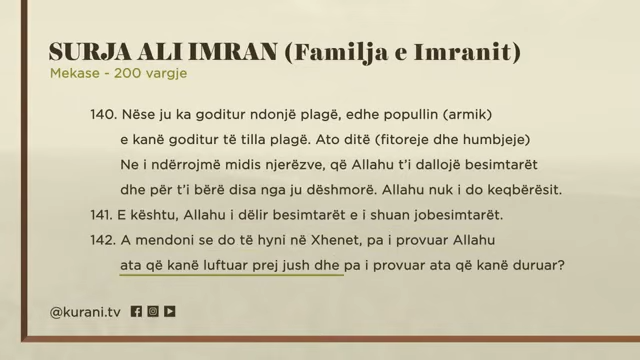 SURJA ALI IMRAN (Familja e Imranit)
Mekase - 200 vargje
140. Nëse ju ka goditur ndonjë plagë, edhe popullin (armik)
e kanë goditur të tilla plagë. Ato ditë (fitoreje dhe humbjeje)
Ne i ndërrojmë midis njerëzve, që Allahu t'i dallojë besimtarët
dhe për t'i bërë disa nga ju dëshmorë. Allahu nuk i do keqbërësit.
141. E kështu, Allahu i dëlir besimtarët e i shuan jobesimtarët.
142. A mendoni se do të hyni në Xhenet, pa i provuar Allahu
ata që kanë luftuar prej jush dhe pa i provuar ata që kanë duruar?
@kurani.tv